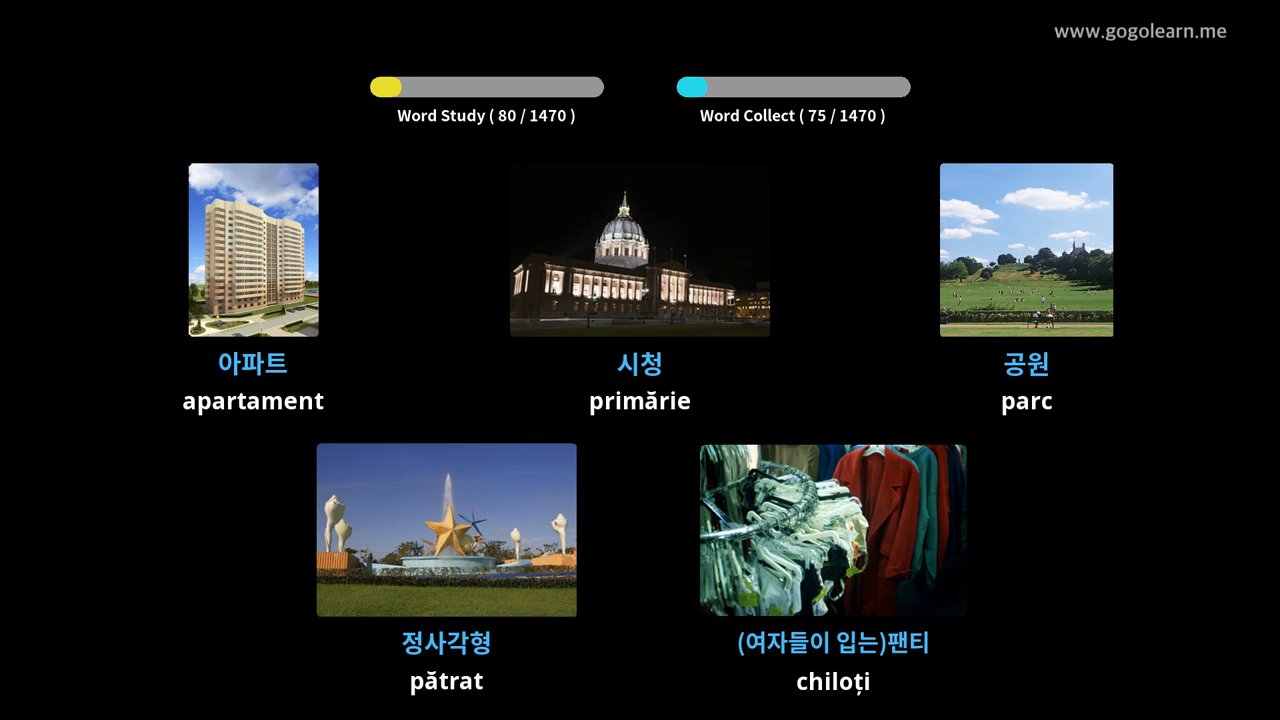 www.gogolearn.me
Word Study ( 80 / 1470 )
Word Collect ( 75 / 1470 )
아파트
apartament
시청
primărie
공원
parc
정사각형
pătrat
(여자들이 입는)팬티
chiloți